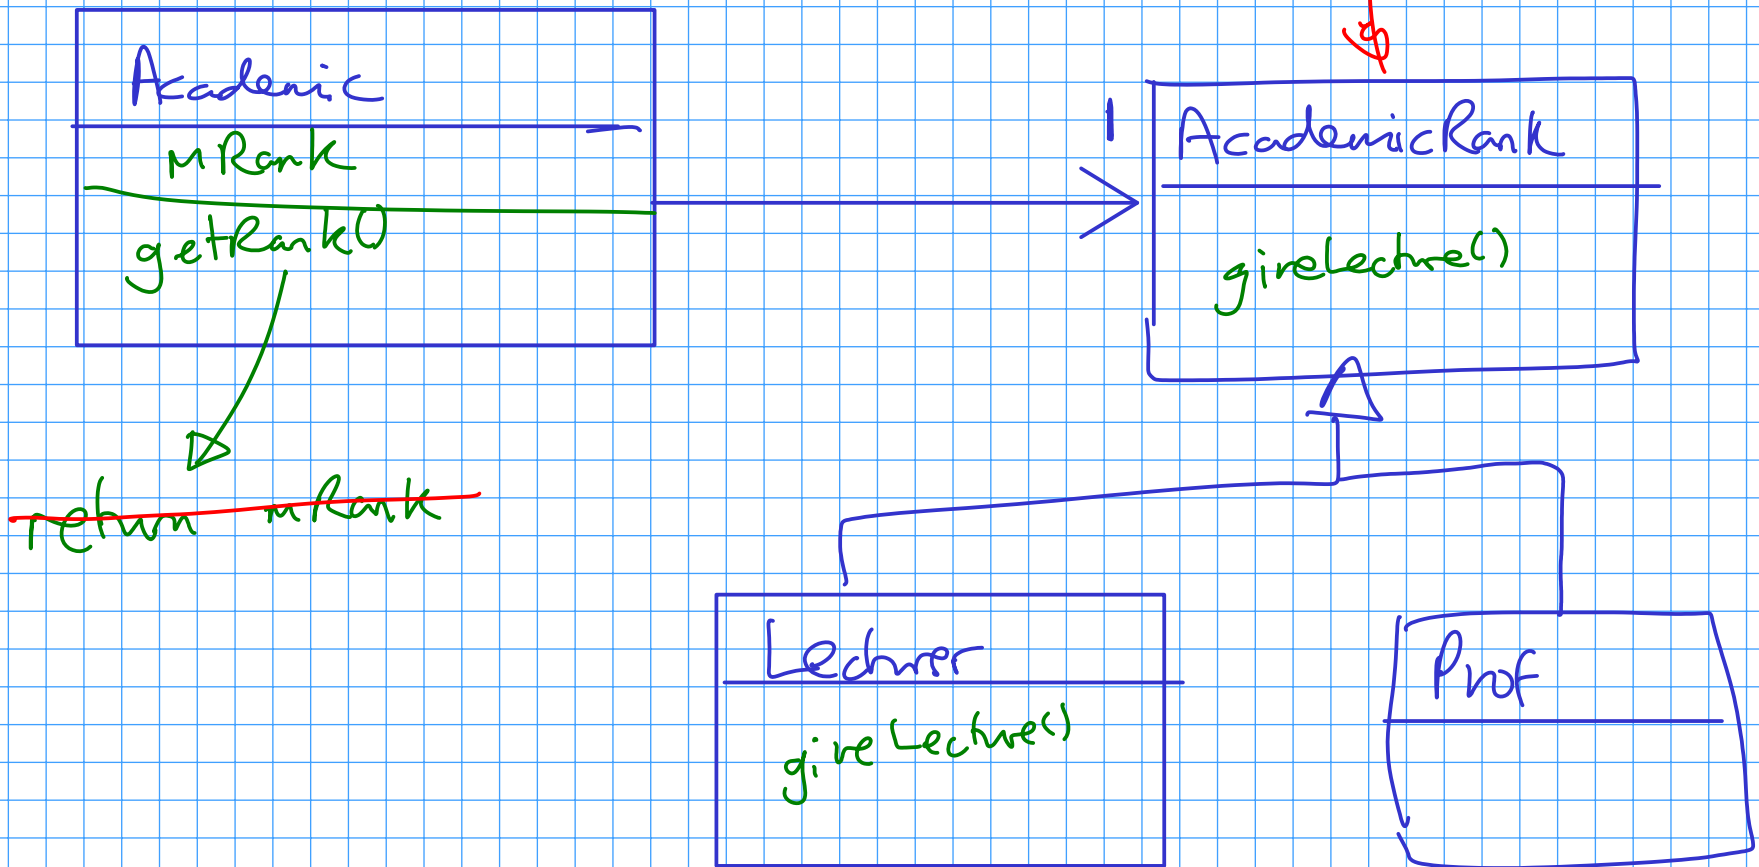 Academic
mRank
getRank()
return mRank
1
AcademicRank
giveLecture()
Lecturer
giveLecture()
Prof